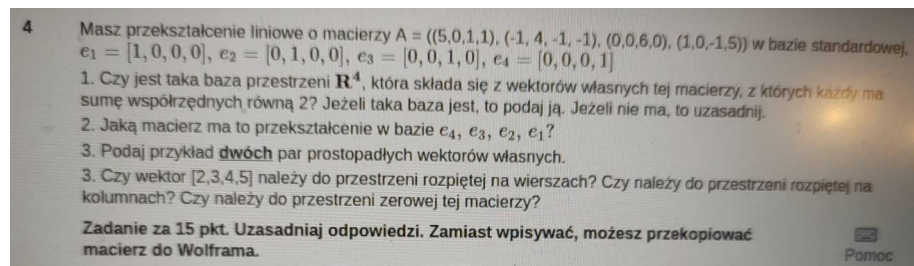 4
Masz przekształcenie liniowe o macierzy A = ((5,0,1,1), (-1, 4, -1, -1), (0,0,6,0), (1,0,-1,5)) w bazie standardowej,
e₁ = [1, 0, 0, 0], e₂ = [0, 1, 0, 0], e₃ = [0, 0, 1, 0], e₄ = [0, 0, 0, 1]
1. Czy jest taka baza przestrzeni R⁴, która składa się z wektorów własnych tej macierzy, z których każdy ma
sumę współrzędnych równą 2? Jeżeli taka baza jest, to podaj ją. Jeżeli nie ma, to uzasadnij.
2. Jaką macierz ma to przekształcenie w bazie e₄, e₃, e₂, e₁?
3. Podaj przykład dwóch par prostopadłych wektorów własnych.
3. Czy wektor [2,3,4,5] należy do przestrzeni rozpiętej na wierszach? Czy należy do przestrzeni rozpiętej na
kolumnach? Czy należy do przestrzeni zerowej tej macierzy?
Zadanie za 15 pkt. Uzasadniaj odpowiedzi. Zamiast wpisywać, możesz przekopiować
macierz do Wolframa.
Pomoc